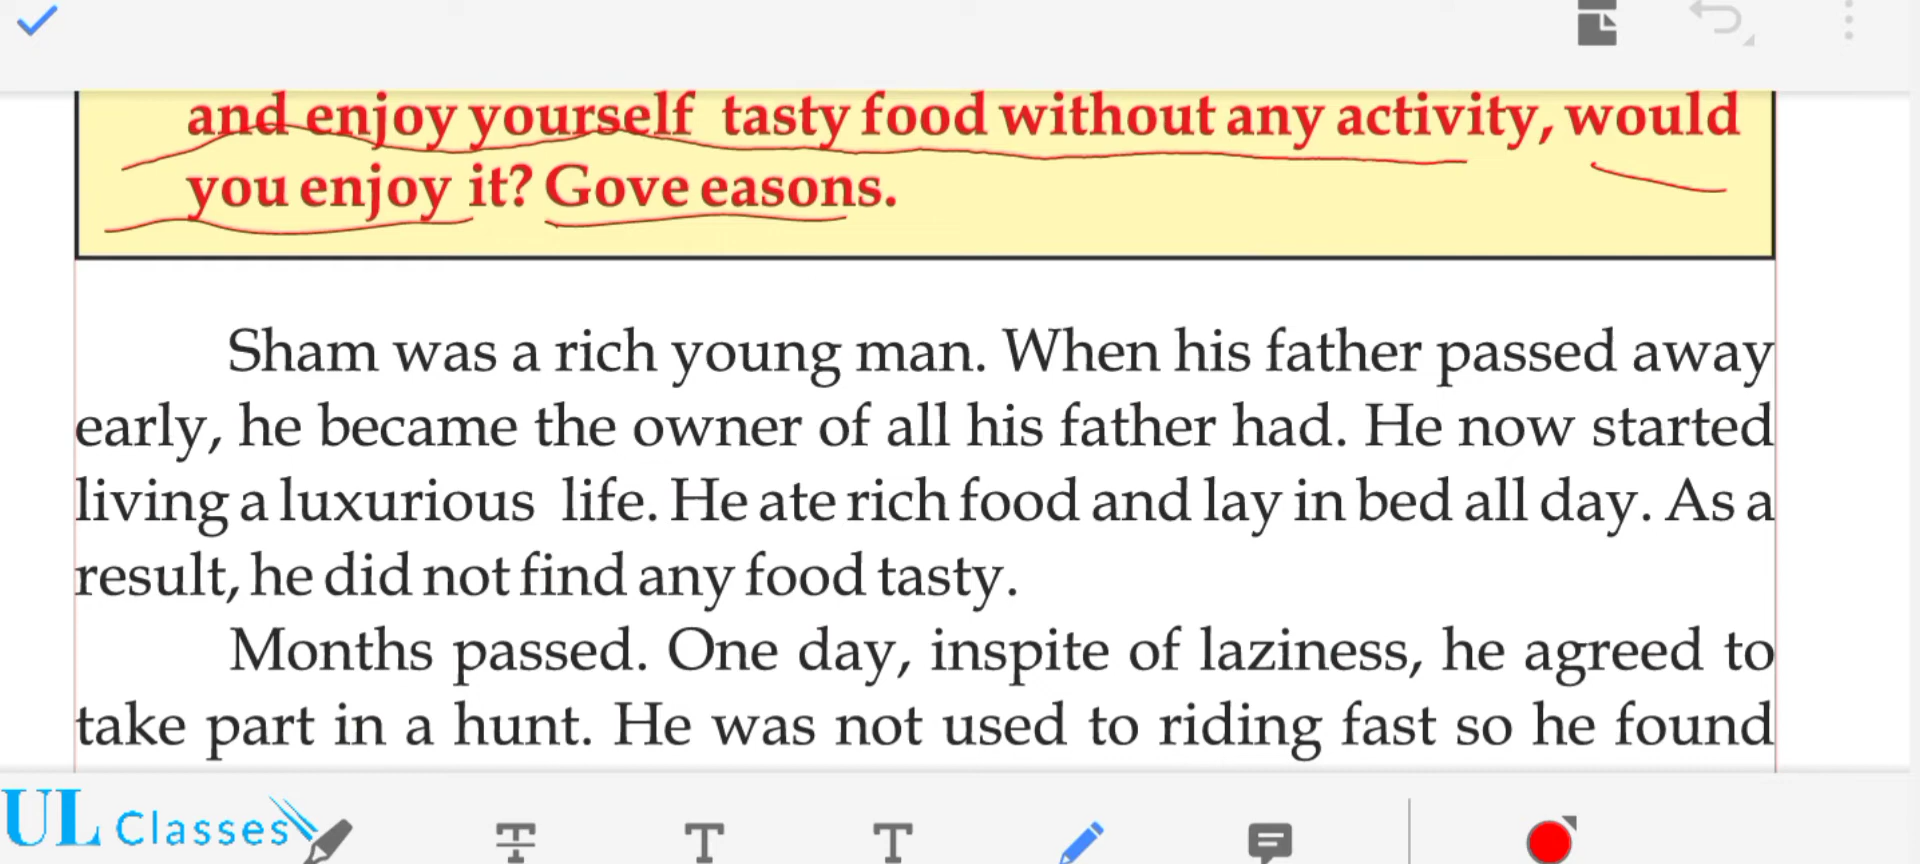 and enjoy yourself tasty food without any activity, would
you enjoy it? Gove easons.
Sham was a rich young man. When his father passed away
early, he became the owner of all his father had. He now started
living a luxurious life. He ate rich food and lay in bed all day. As a
result, he did not find any food tasty.
Months passed. One day, inspite of laziness, he agreed to
take part in a hunt. He was not used to riding fast so he found
UL Classes